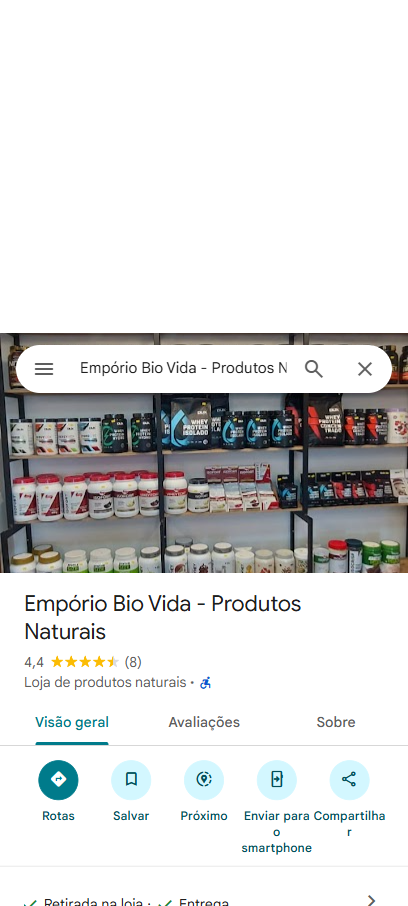 Empório Bio Vida - Produtos N
WHEY
PROTEIN
ISOLADO
WHEY
PROTEIN
Empório Bio Vida - Produtos
Naturais
4,4 (8)
Loja de produtos naturais ·
Visão geral
Avaliações
Sobre
Rotas
Salvar
Próximo
Enviar para
o
smartphone
Compartilha
r
Retirada na loja · Entrega